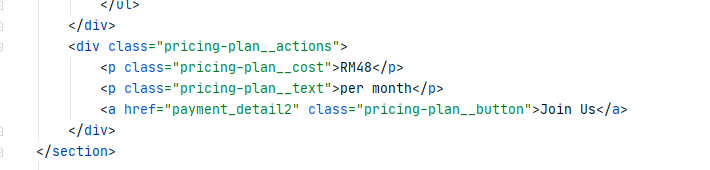 </ul>
</div>
<div class="pricing-plan__actions">
<p class="pricing-plan__cost">RM48</p>
<p class="pricing-plan__text">per month</p>
<a href="payment_detail2" class="pricing-plan__button">Join Us</a>
</div>
</section>